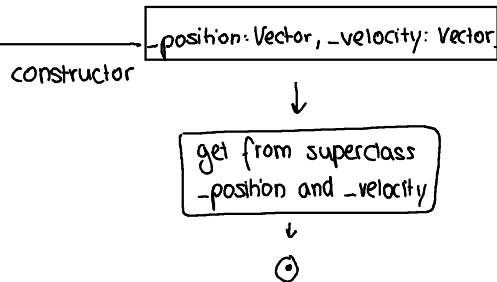 _position: Vector, _velocity: Vector
constructor
get from superclass
_position and _velocity